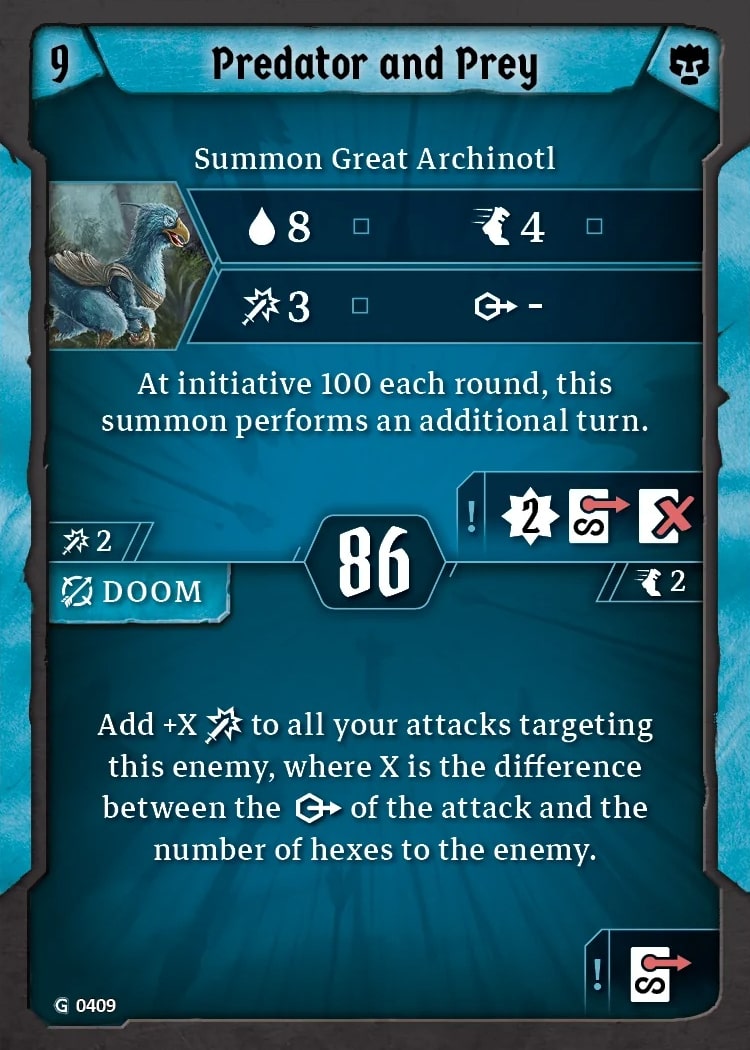 9
Predator and Prey
Summon Great Archinotl
8
4
3
-
At initiative 100 each round, this
summon performs an additional turn.
! 2
2
86
DOOM
2
Add +X to all your attacks targeting
this enemy, where X is the difference
between the of the attack and the
number of hexes to the enemy.
!
G 0409